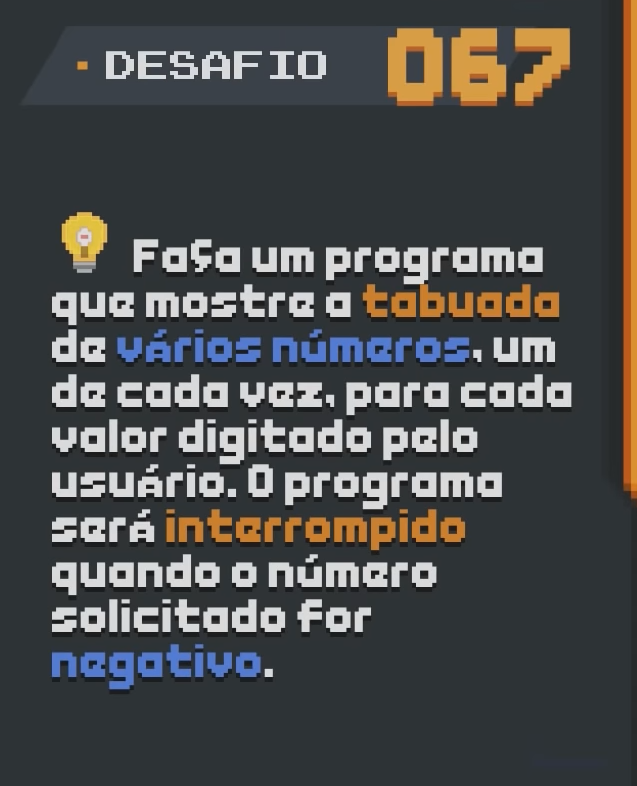 DESAFIO 067
Faça um programa
que mostre a tabuada
de vários números, um
de cada vez, para cada
valor digitado pelo
usuário. O programa
será interrompido
quando o número
solicitado for
negativo.